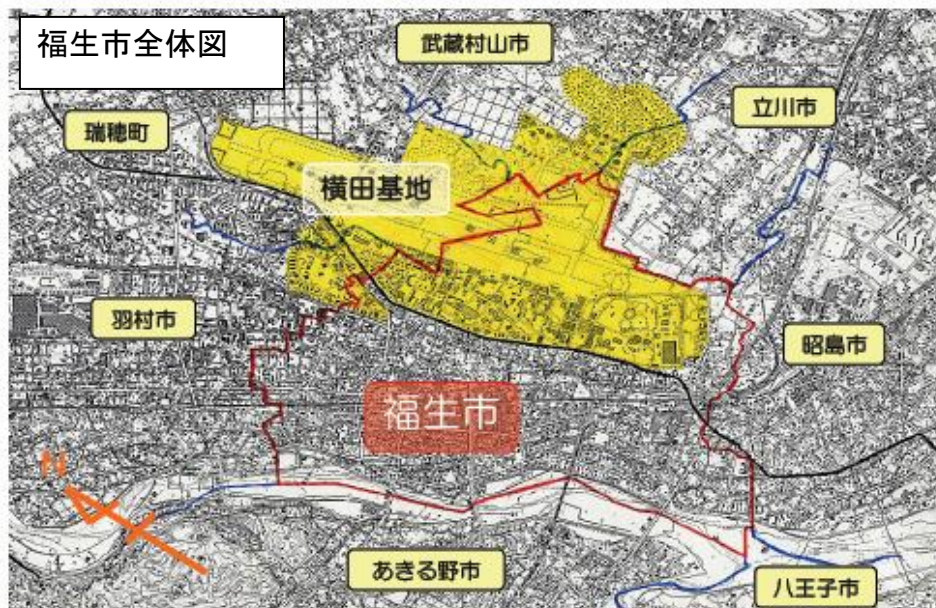 福生市全体図
武蔵村山市
立川市
瑞穂町
横田基地
羽村市
昭島市
福生市
N
あきる野市
八王子市